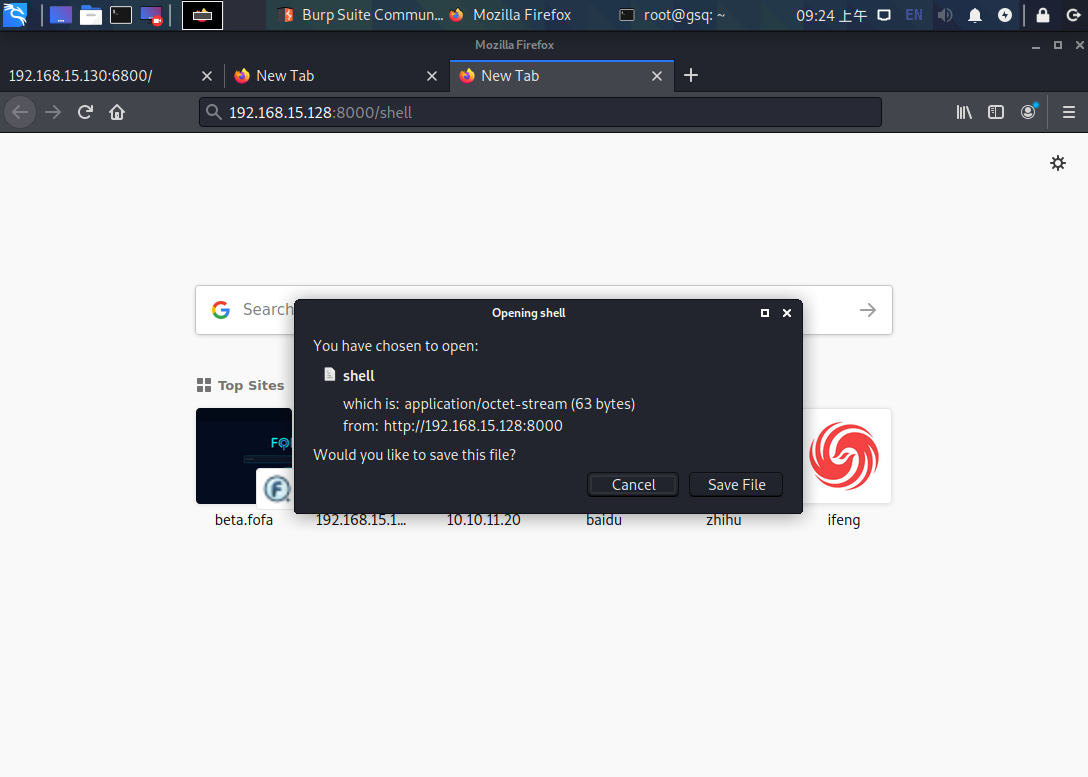 Burp Suite Commun... Mozilla Firefox root@gsq: ~ 09:24 上午 EN
Mozilla Firefox
192.168.15.130:6800/ New Tab New Tab
192.168.15.128:8000/shell
Search
Opening shell
You have chosen to open:
shell
which is: application/octet-stream (63 bytes)
from: http://192.168.15.128:8000
Would you like to save this file?
Cancel Save File
Top Sites
beta.fofa 192.168.15.1... 10.10.11.20 baidu zhihu ifeng